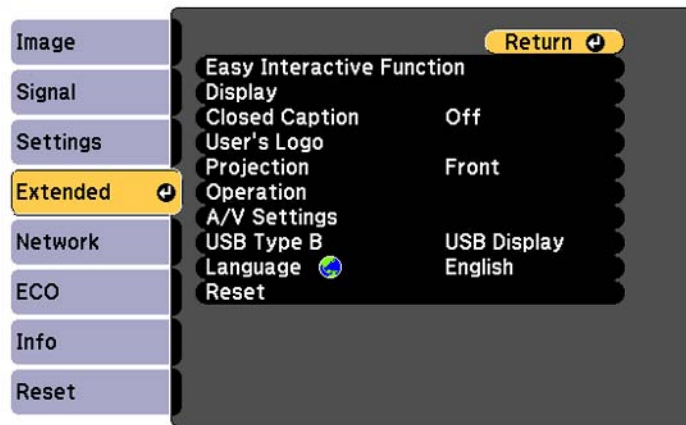 Image
Signal
Settings
Extended
Network
ECO
Info
Reset
Return
Easy Interactive Function
Display
Closed Caption Off
User's Logo
Projection Front
Operation
A/V Settings
USB Type B USB Display
Language English
Reset